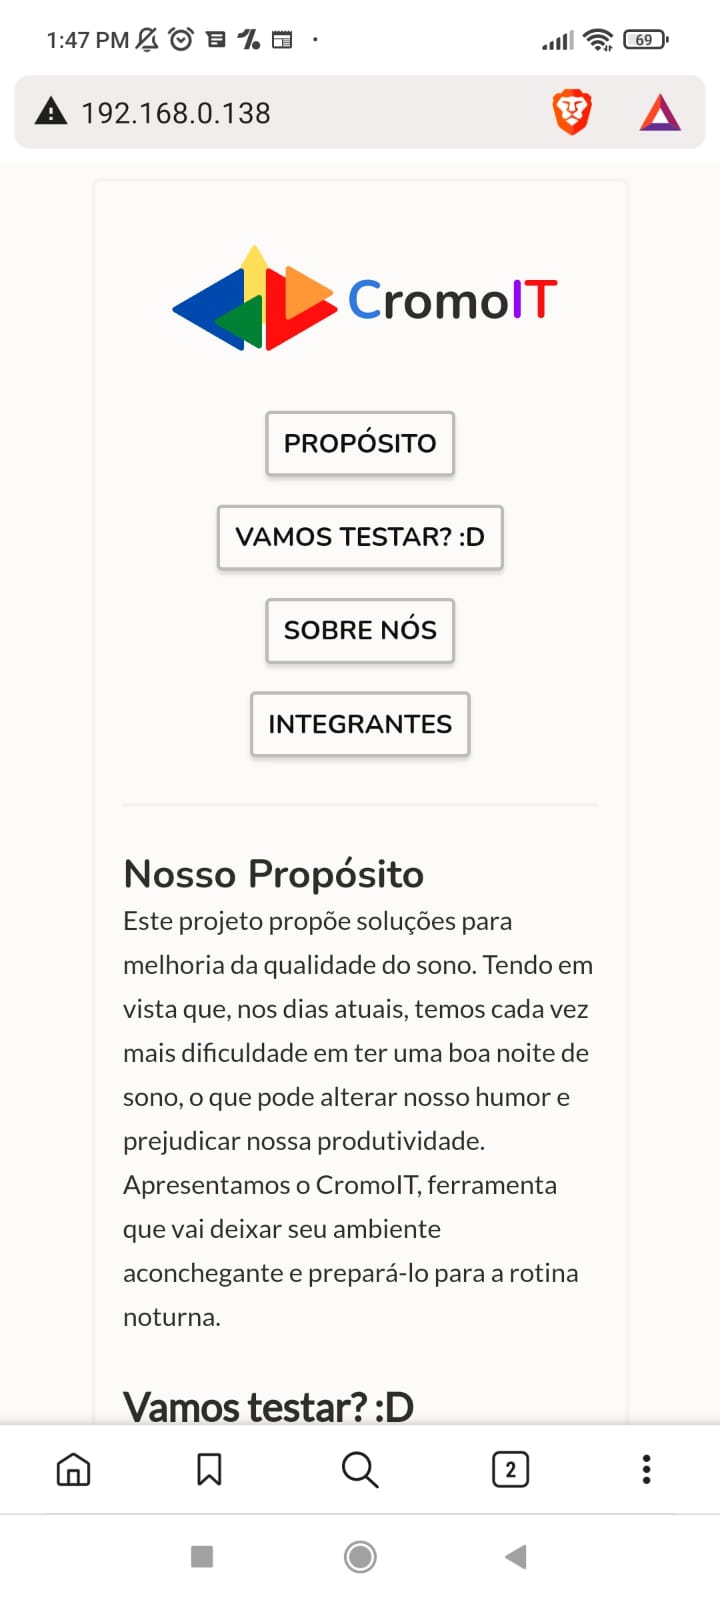 1:47 PM
69
192.168.0.138
CromoIT
PROPÓSITO
VAMOS TESTAR? :D
SOBRE NÓS
INTEGRANTES
Nosso Propósito
Este projeto propõe soluções para
melhoria da qualidade do sono. Tendo em
vista que, nos dias atuais, temos cada vez
mais dificuldade em ter uma boa noite de
sono, o que pode alterar nosso humor e
prejudicar nossa produtividade.
Apresentamos o CromoIT, ferramenta
que vai deixar seu ambiente
aconchegante e prepará-lo para a rotina
noturna.
Vamos testar? :D
2